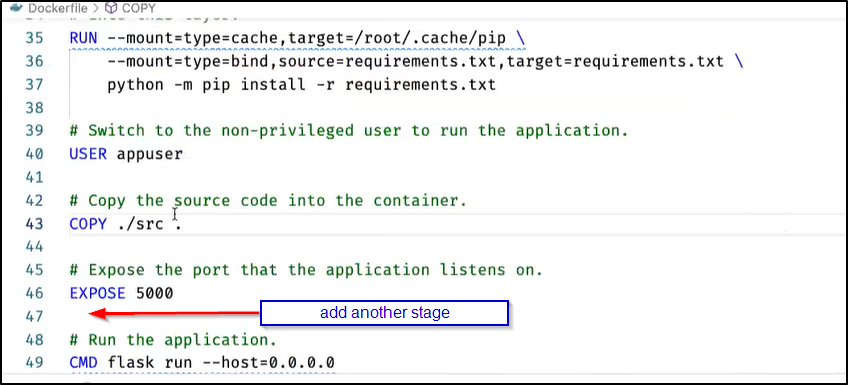 Dockerfile > COPY
# into this layer.
35 RUN --mount=type=cache,target=/root/.cache/pip \
36 --mount=type=bind,source=requirements.txt,target=requirements.txt \
37 python -m pip install -r requirements.txt
38
39 # Switch to the non-privileged user to run the application.
40 USER appuser
41
42 # Copy the source code into the container.
43 COPY ./src .
44
45 # Expose the port that the application listens on.
46 EXPOSE 5000
47 add another stage
48 # Run the application.
49 CMD flask run --host=0.0.0.0